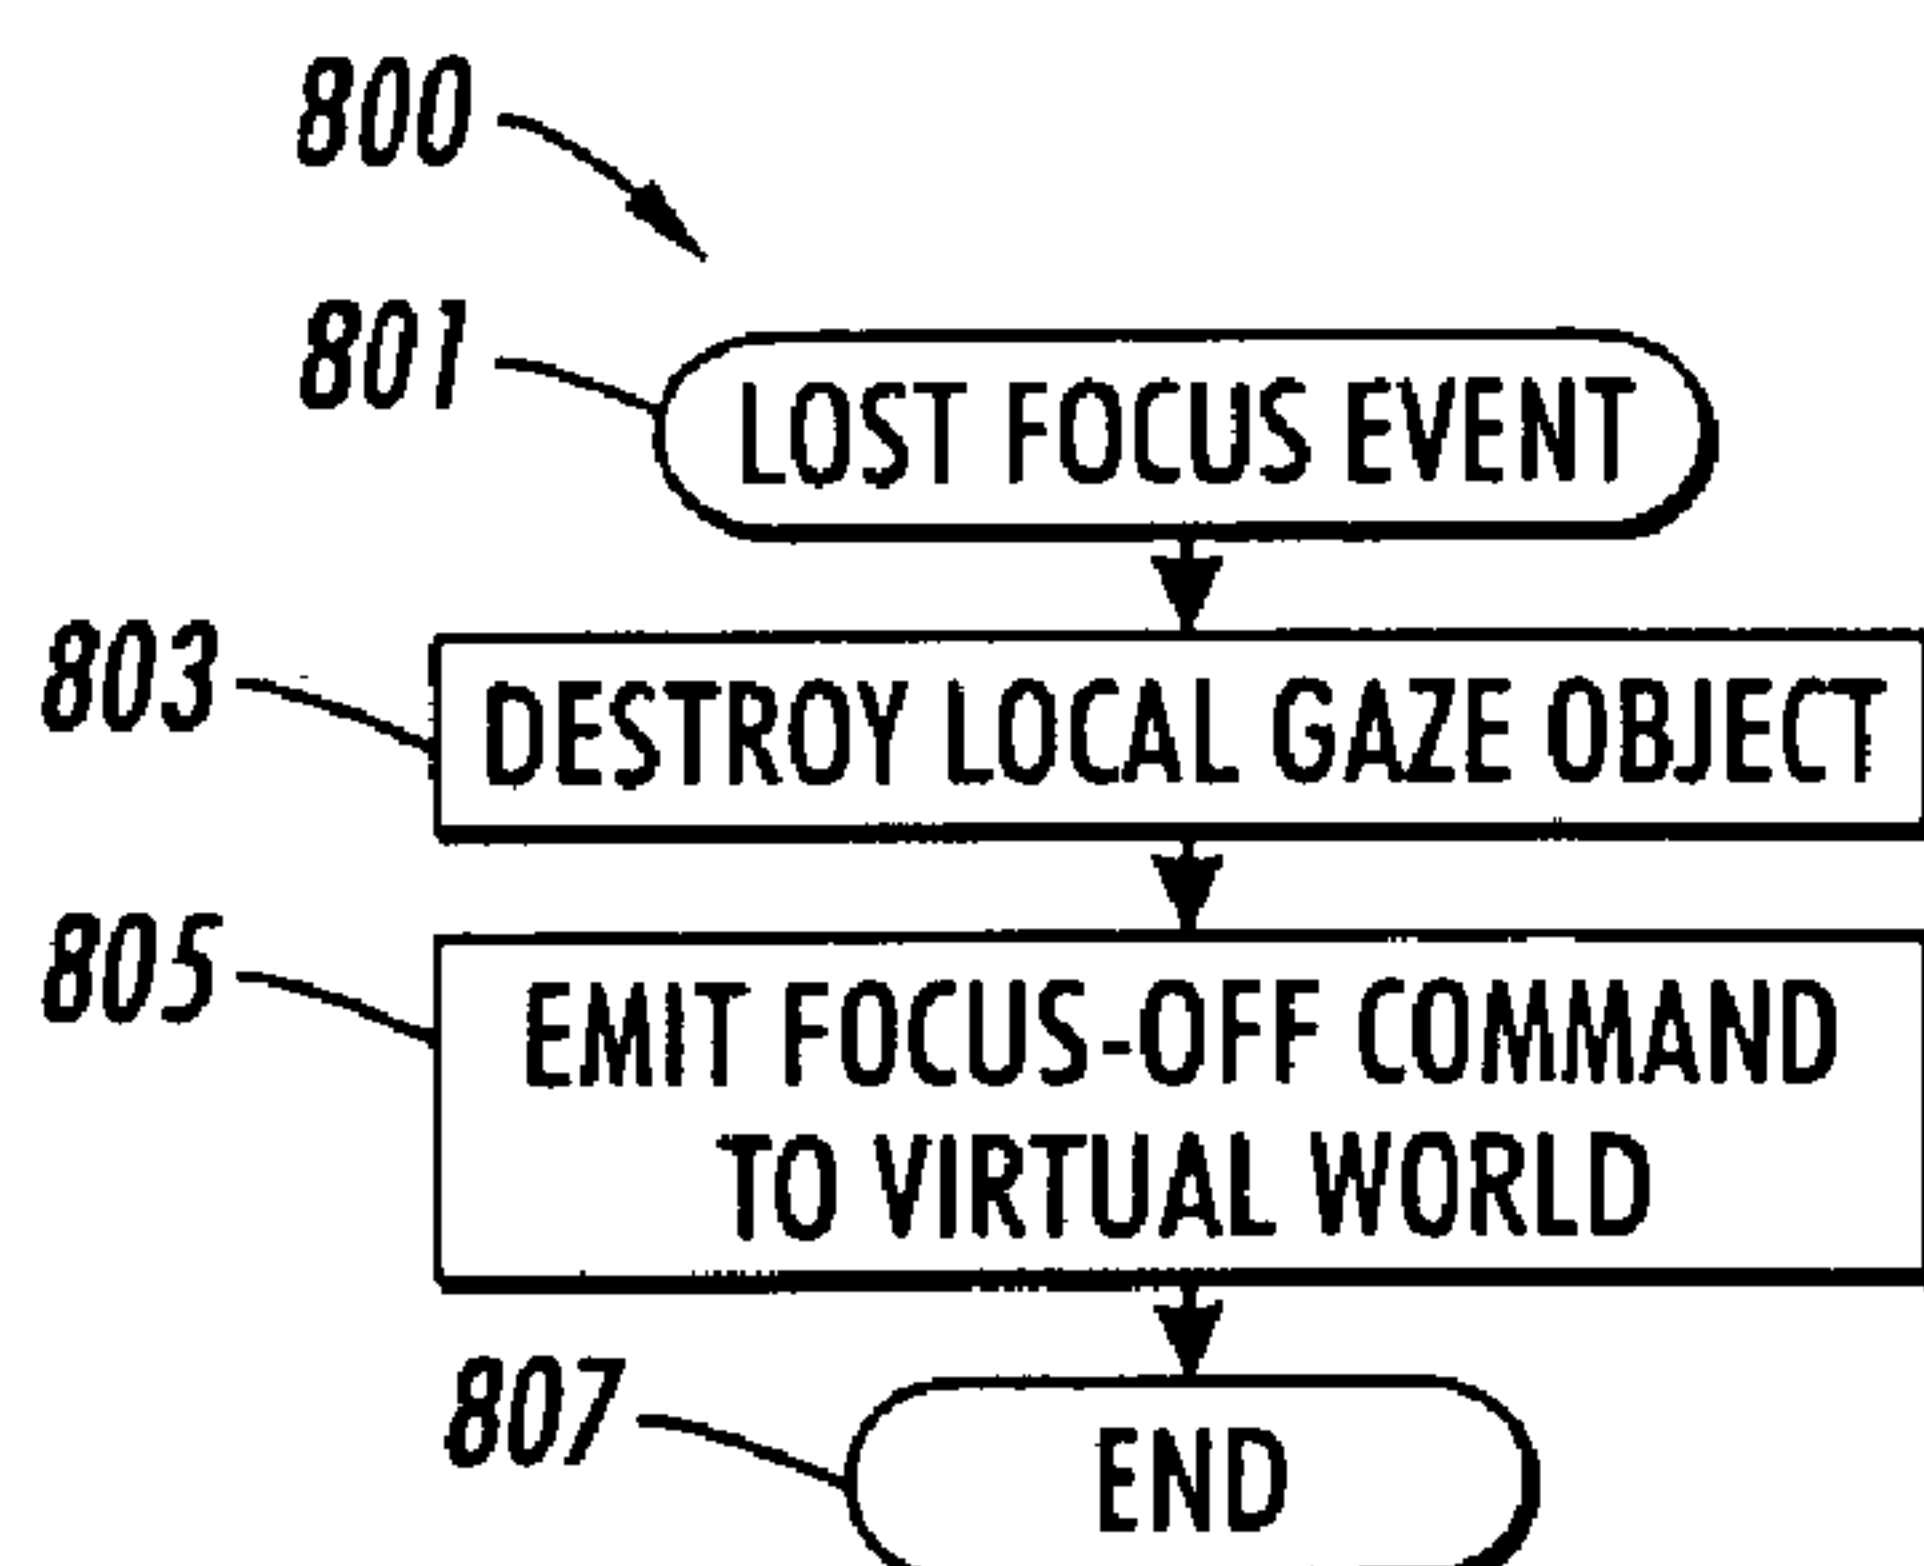 800
801
LOST FOCUS EVENT
803
DESTROY LOCAL GAZE OBJECT
805
EMIT FOCUS-OFF COMMAND
TO VIRTUAL WORLD
807
END